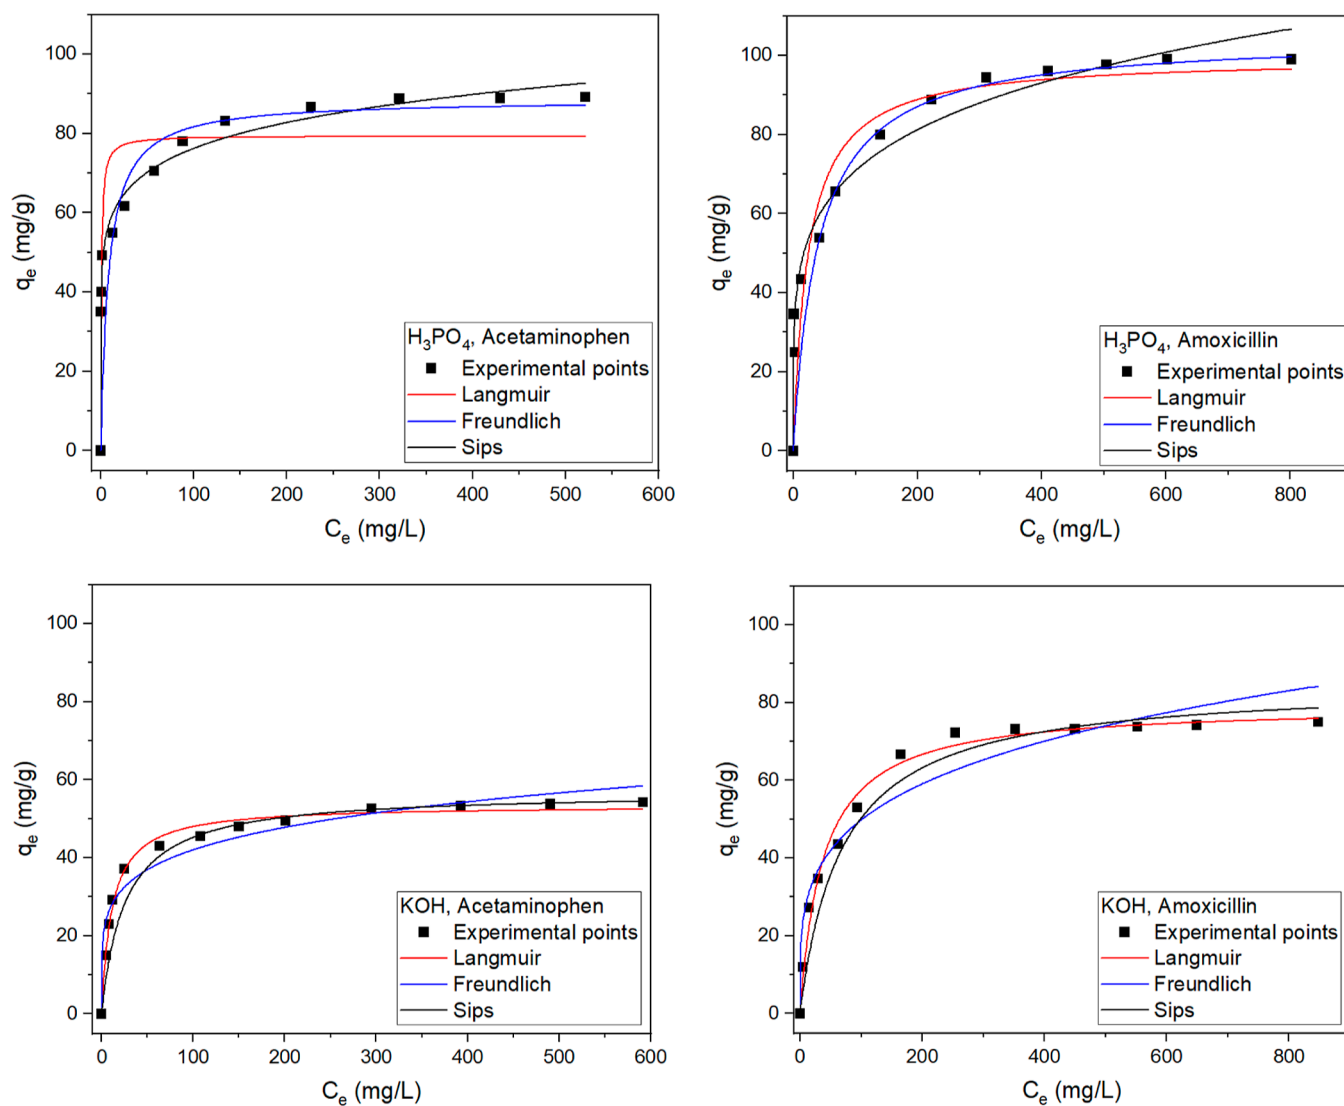 100
80
60
40
20
0
qₑ (mg/g)
H₃PO₄, Acetaminophen
Experimental points
Langmuir
Freundlich
Sips
0 100 200 300 400 500 600
Cₑ (mg/L)
100
80
60
40
20
0
qₑ (mg/g)
H₃PO₄, Amoxicillin
Experimental points
Langmuir
Freundlich
Sips
0 200 400 600 800
Cₑ (mg/L)
100
80
60
40
20
0
qₑ (mg/g)
KOH, Acetaminophen
Experimental points
Langmuir
Freundlich
Sips
0 100 200 300 400 500 600
Cₑ (mg/L)
100
80
60
40
20
0
qₑ (mg/g)
KOH, Amoxicillin
Experimental points
Langmuir
Freundlich
Sips
0 200 400 600 800
Cₑ (mg/L)